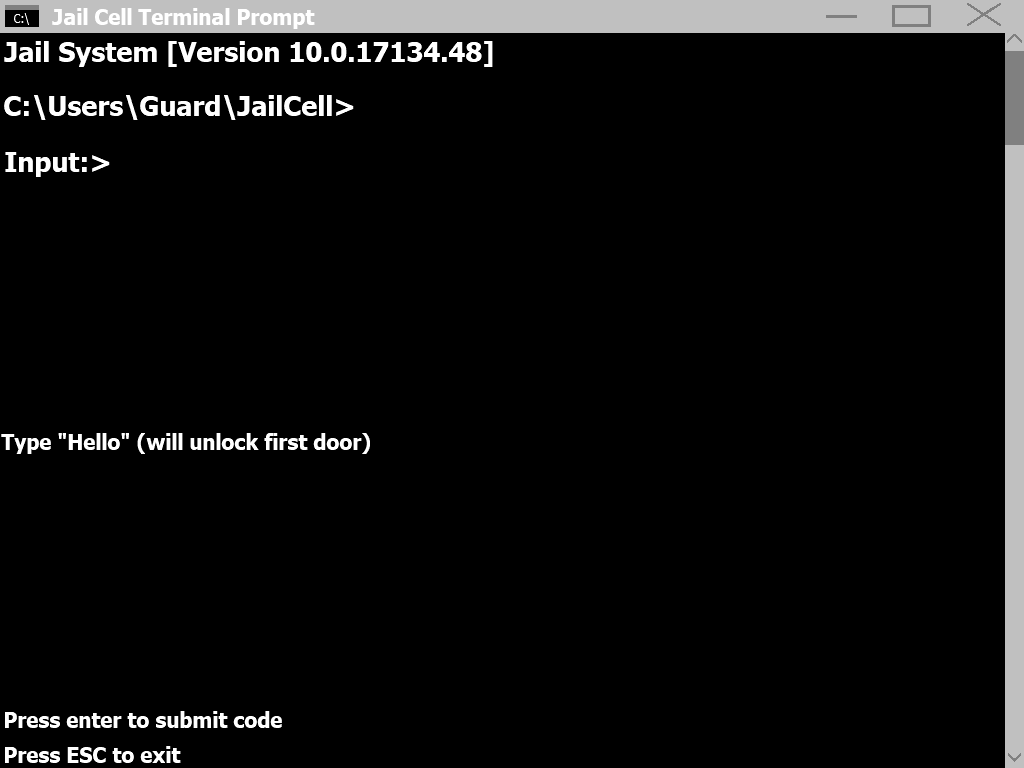 C:\ Jail Cell Terminal Prompt
Jail System [Version 10.0.17134.48]
C:\Users\Guard\JailCell>
Input:>
Type "Hello" (will unlock first door)
Press enter to submit code
Press ESC to exit